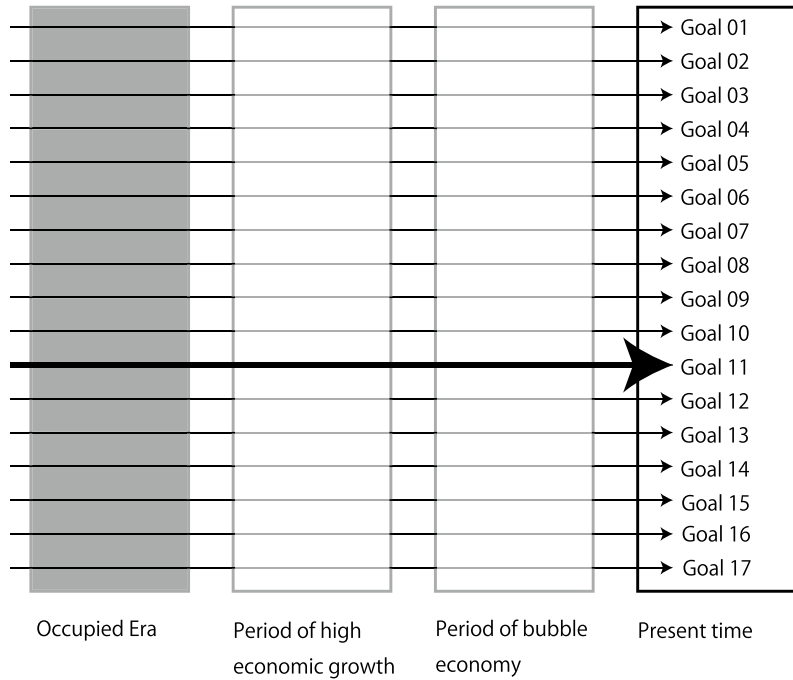 Goal 01
Goal 02
Goal 03
Goal 04
Goal 05
Goal 06
Goal 07
Goal 08
Goal 09
Goal 10
Goal 11
Goal 12
Goal 13
Goal 14
Goal 15
Goal 16
Goal 17
Occupied Era
Period of high
economic growth
Period of bubble
economy
Present time